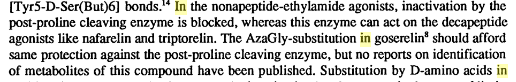 [Tyr5-D-Ser(But)6] bonds.14 In the nonapeptide-ethylamide agonists, inactivation by the
post-proline cleaving enzyme is blocked, whereas this enzyme can act on the decapeptide
agonists like nafarelin and triptorelin. The AzaGly-substitution in goserelin8 should afford
same protection against the post-proline cleaving enzyme, but no reports on identification
of metabolites of this compound have been published. Substitution by D-amino acids in